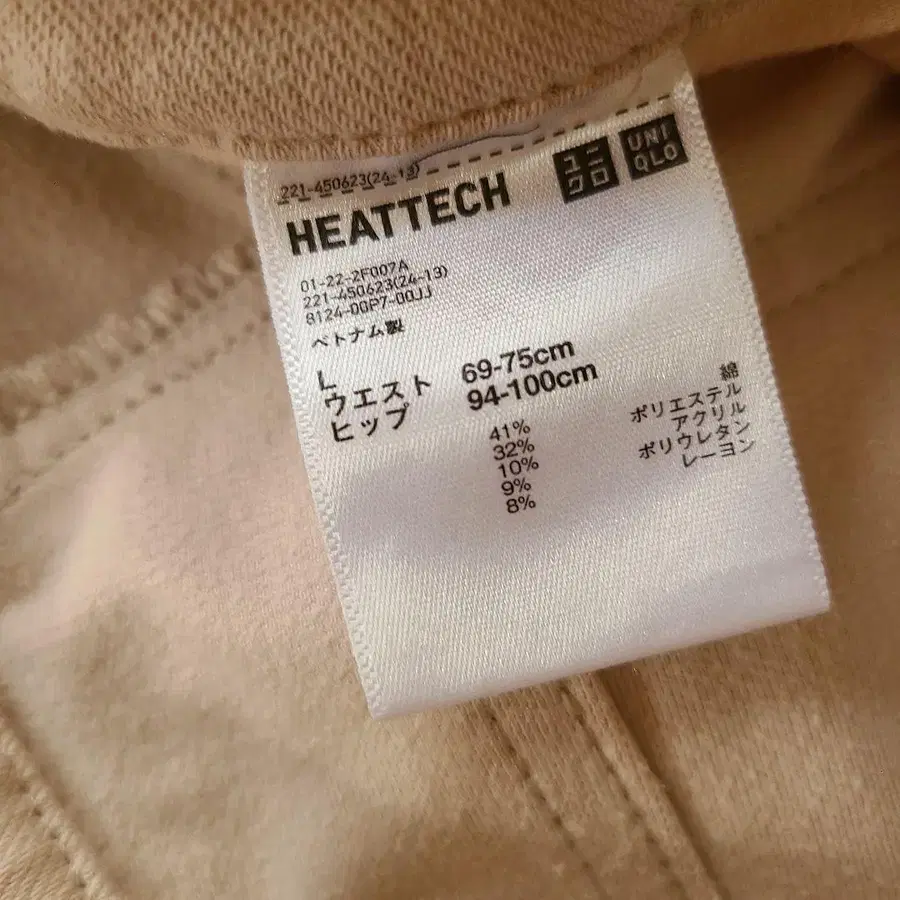 221-450623(24-13)
ユニ
クロ
UNI
QLO
HEATTECH
01-22-2F007A
221-450623(24-13)
8124-00P7-00JJ
ベトナム製
L
ウエスト 69-75cm
ヒップ 94-100cm
41% 綿
32% ポリエステル
10% アクリル
9% ポリウレタン
8% レーヨン